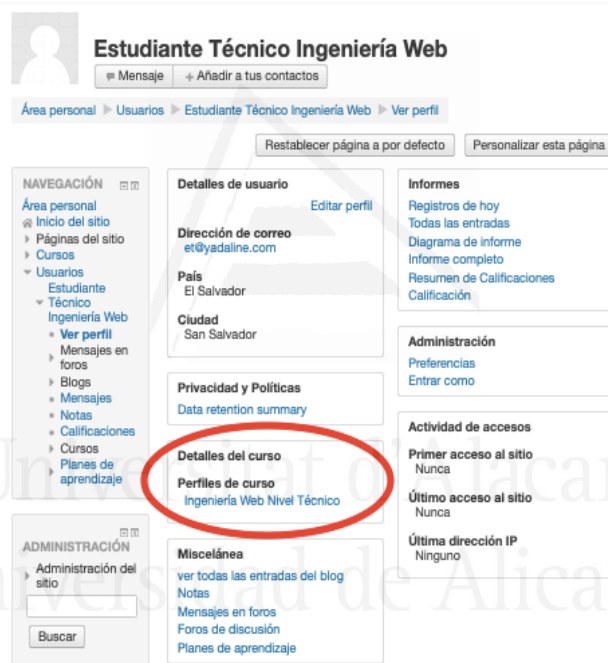 Estudiante Técnico Ingeniería Web
Mensaje
+ Añadir a tus contactos
Área personal
Usuarios
Estudiante Técnico Ingeniería Web
Ver perfil
Restablecer página a por defecto
Personalizar esta página
NAVEGACIÓN
Área personal
Inicio del sitio
Páginas del sitio
Cursos
Usuarios
Estudiante
Técnico
Ingeniería Web
Ver perfil
Mensajes en
foros
Blogs
Mensajes
Notas
Calificaciones
Cursos
Planes de
aprendizaje
ADMINISTRACIÓN
Administración del
sitio
Buscar
Detalles de usuario
Editar perfil
Dirección de correo
et@yadaline.com
País
El Salvador
Ciudad
San Salvador
Privacidad y Políticas
Data retention summary
Detalles del curso
Perfiles de curso
Ingeniería Web Nivel Técnico
Miscelánea
ver todas las entradas del blog
Notas
Mensajes en foros
Foros de discusión
Planes de aprendizaje
Informes
Registros de hoy
Todas las entradas
Diagrama de informe
Informe completo
Resumen de Calificaciones
Calificación
Administración
Preferencias
Entrar como
Actividad de accesos
Primer acceso al sitio
Nunca
Último acceso al sitio
Nunca
Última dirección IP
Ninguno